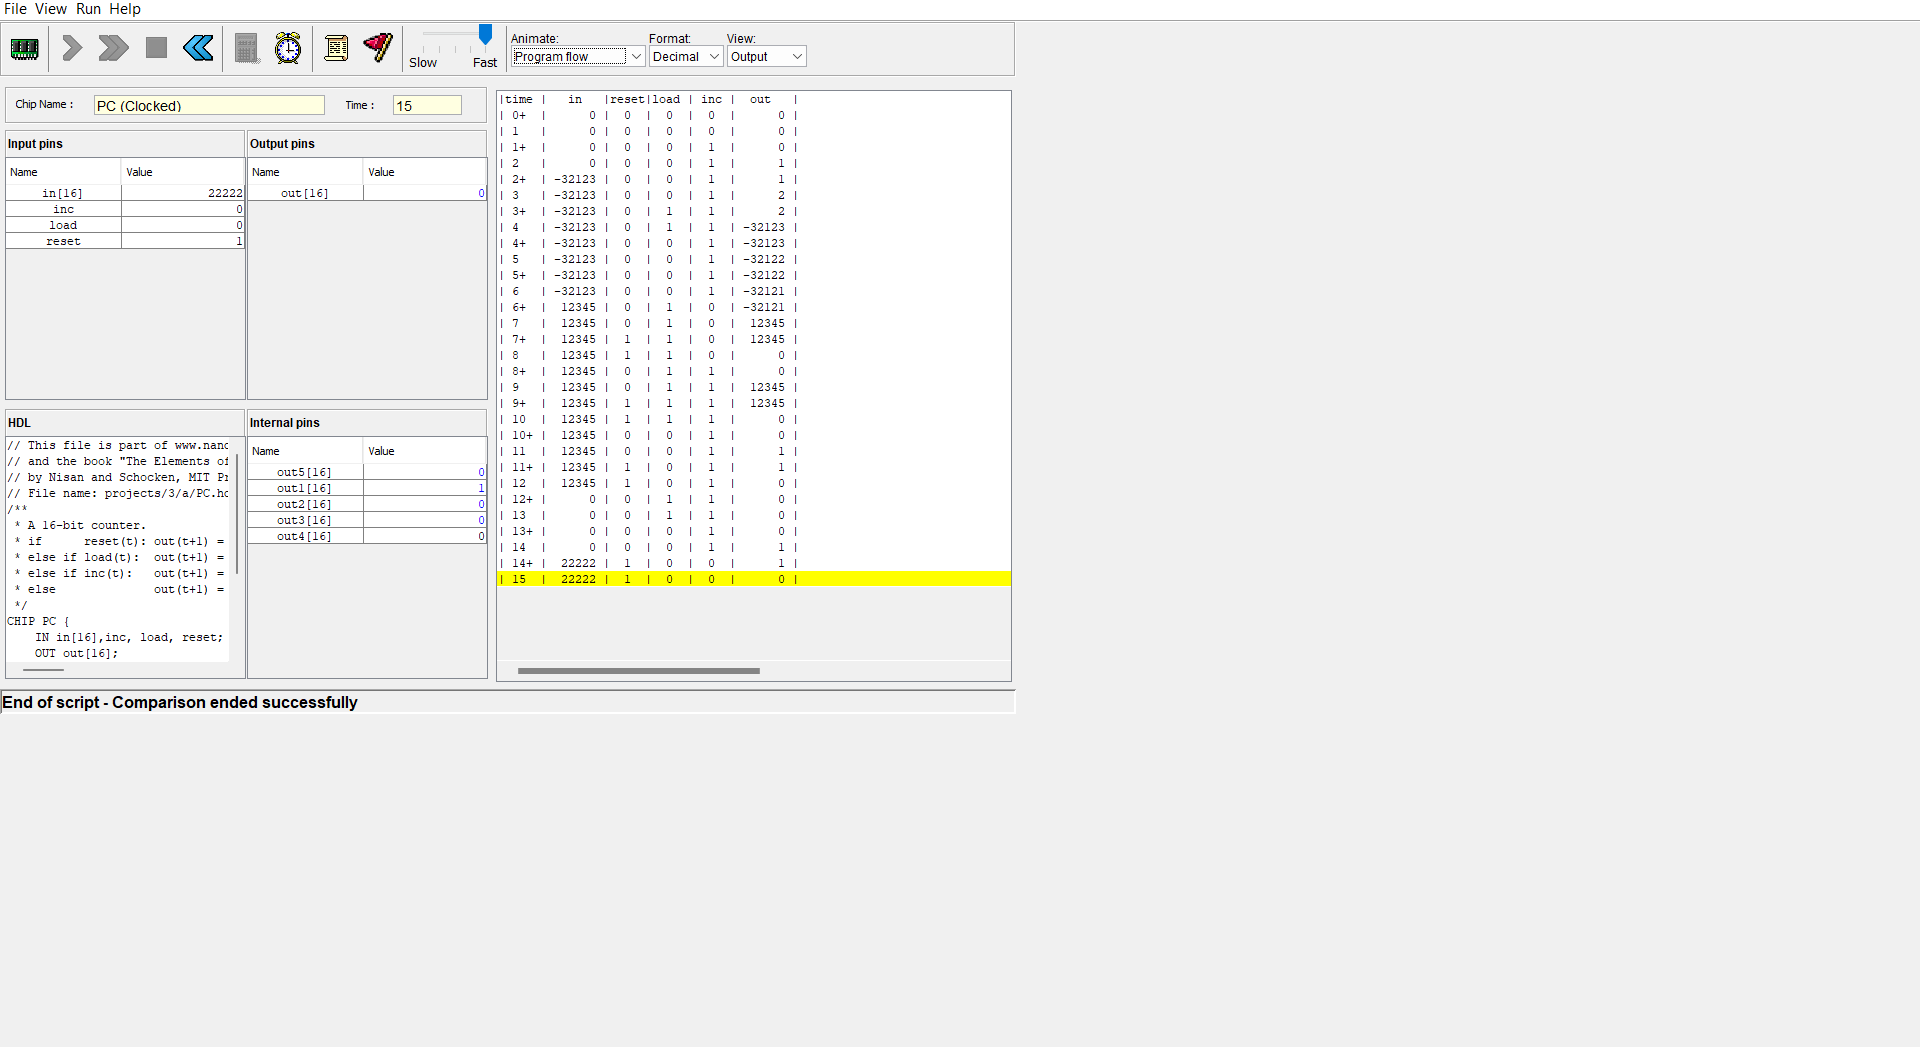 File View Run Help
Slow Fast
Animate: Format: View:
Program flow Decimal Output
Chip Name : PC (Clocked) Time : 15
Input pins
Name Value
in[16] 22222
inc 0
load 0
reset 1
Output pins
Name Value
out[16] 0
HDL
// This file is part of www.nand
// and the book "The Elements of
// by Nisan and Schocken, MIT Pr
// File name: projects/3/a/PC.hd
/**
* A 16-bit counter.
* if reset(t): out(t+1) =
* else if load(t): out(t+1) =
* else if inc(t): out(t+1) =
* else out(t+1) =
*/
CHIP PC {
IN in[16],inc, load, reset;
OUT out[16];
Internal pins
Name Value
out5[16] 0
out1[16] 1
out2[16] 0
out3[16] 0
out4[16] 0
|time | in |reset|load | inc | out |
| 0+ | 0 | 0 | 0 | 0 | 0 |
| 1 | 0 | 0 | 0 | 0 | 0 |
| 1+ | 0 | 0 | 0 | 1 | 0 |
| 2 | 0 | 0 | 0 | 1 | 1 |
| 2+ | -32123 | 0 | 0 | 1 | 1 |
| 3 | -32123 | 0 | 0 | 1 | 2 |
| 3+ | -32123 | 0 | 1 | 1 | 2 |
| 4 | -32123 | 0 | 1 | 1 | -32123 |
| 4+ | -32123 | 0 | 0 | 1 | -32123 |
| 5 | -32123 | 0 | 0 | 1 | -32122 |
| 5+ | -32123 | 0 | 0 | 1 | -32122 |
| 6 | -32123 | 0 | 0 | 1 | -32121 |
| 6+ | 12345 | 0 | 1 | 0 | -32121 |
| 7 | 12345 | 0 | 1 | 0 | 12345 |
| 7+ | 12345 | 1 | 1 | 0 | 12345 |
| 8 | 12345 | 1 | 1 | 0 | 0 |
| 8+ | 12345 | 0 | 1 | 1 | 0 |
| 9 | 12345 | 0 | 1 | 1 | 12345 |
| 9+ | 12345 | 1 | 1 | 1 | 12345 |
| 10 | 12345 | 1 | 1 | 1 | 0 |
| 10+ | 12345 | 0 | 0 | 1 | 0 |
| 11 | 12345 | 0 | 0 | 1 | 1 |
| 11+ | 12345 | 1 | 0 | 1 | 1 |
| 12 | 12345 | 1 | 0 | 1 | 0 |
| 12+ | 0 | 0 | 1 | 1 | 0 |
| 13 | 0 | 0 | 1 | 1 | 0 |
| 13+ | 0 | 0 | 0 | 1 | 0 |
| 14 | 0 | 0 | 0 | 1 | 1 |
| 14+ | 22222 | 1 | 0 | 0 | 1 |
| 15 | 22222 | 1 | 0 | 0 | 0 |
End of script - Comparison ended successfully